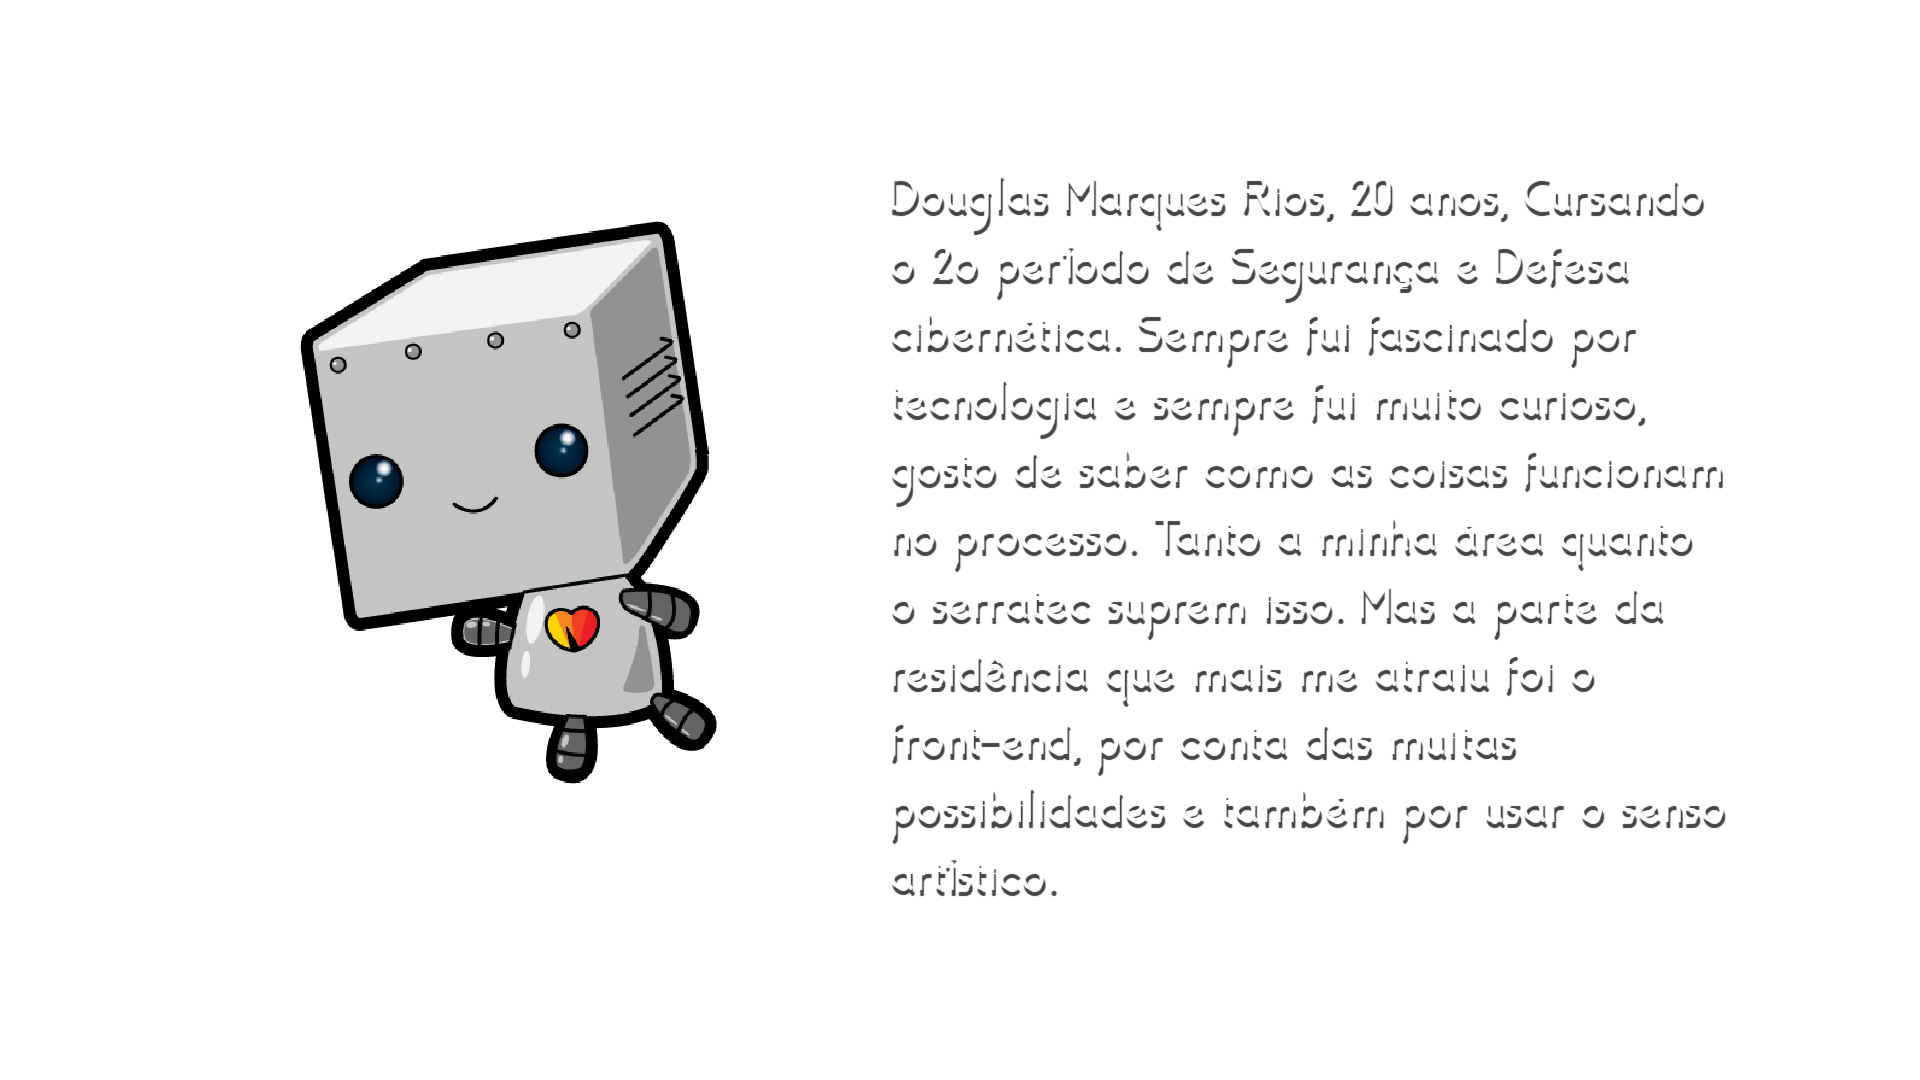 Douglas Marques Rios, 20 anos, Cursando
o 2o período de Segurança e Defesa
cibernética. Sempre fui fascinado por
tecnologia e sempre fui muito curioso,
gosto de saber como as coisas funcionam
no processo. Tanto a minha área quanto
o serratec suprem isso. Mas a parte da
residência que mais me atraiu foi o
front-end, por conta das muitas
possibilidades e também por usar o senso
artístico.